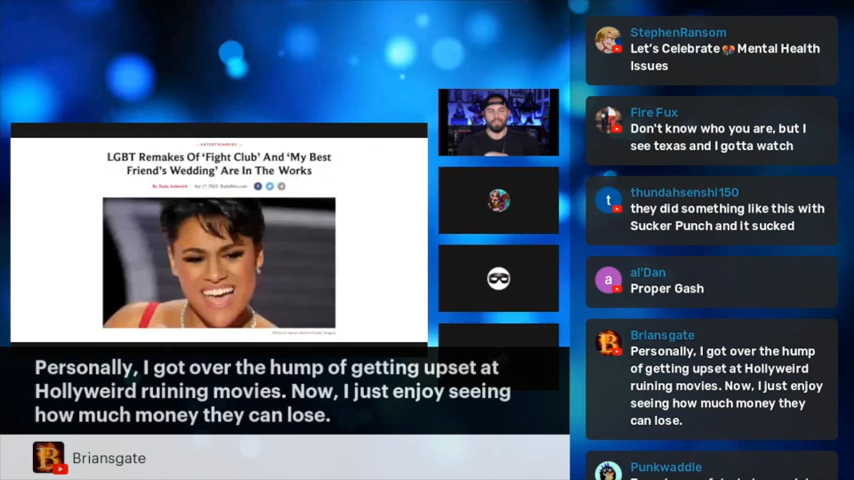 ENTERTAINMENT
LGBT Remakes Of ‘Fight Club’ And ‘My Best
Friend’s Wedding’ Are In The Works
Apr 17, 2022 DailyWire.com
Personally, I got over the hump of getting upset at
Hollyweird ruining movies. Now, I just enjoy seeing
how much money they can lose.
Briansgate
StephenRansom
Let's Celebrate Mental Health
Issues
Fire Fux
Don't know who you are, but I
see texas and I gotta watch
thundahsenshi150
they did something like this with
Sucker Punch and it sucked
al'Dan
Proper Gash
Briansgate
Personally, I got over the hump
of getting upset at Hollyweird
ruining movies. Now, I just enjoy
seeing how much money they
can lose.
Punkwaddle